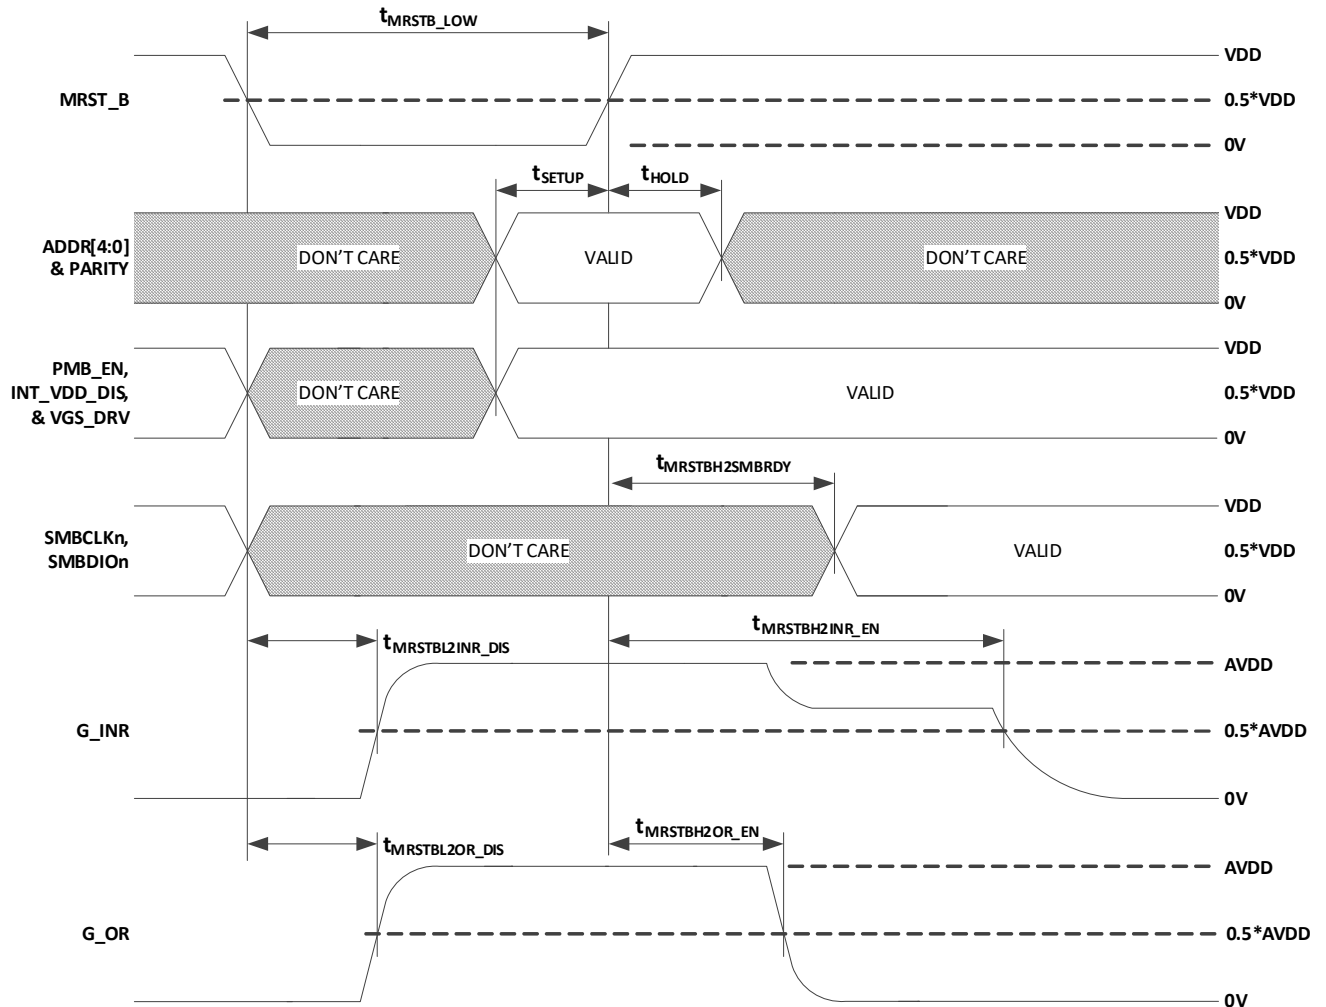 tMRSTB_LOW
VDD
MRST_B
0.5*VDD
0V
tSETUP
tHOLD
VDD
ADDR[4:0]
& PARITY
DON'T CARE
VALID
DON'T CARE
0.5*VDD
0V
VDD
PMB_EN,
INT_VDD_DIS,
& VGS_DRV
DON'T CARE
VALID
0.5*VDD
0V
tMRSTBH2SMBRDY
VDD
SMBCLKn,
SMBDIOn
DON'T CARE
VALID
0.5*VDD
0V
tMRSTBL2INR_DIS
tMRSTBH2INR_EN
AVDD
G_INR
0.5*AVDD
0V
tMRSTBL2OR_DIS
tMRSTBH2OR_EN
AVDD
G_OR
0.5*AVDD
0V